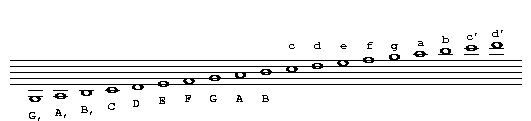 c d e f g a b c' d'
G, A, B, C D E F G A B